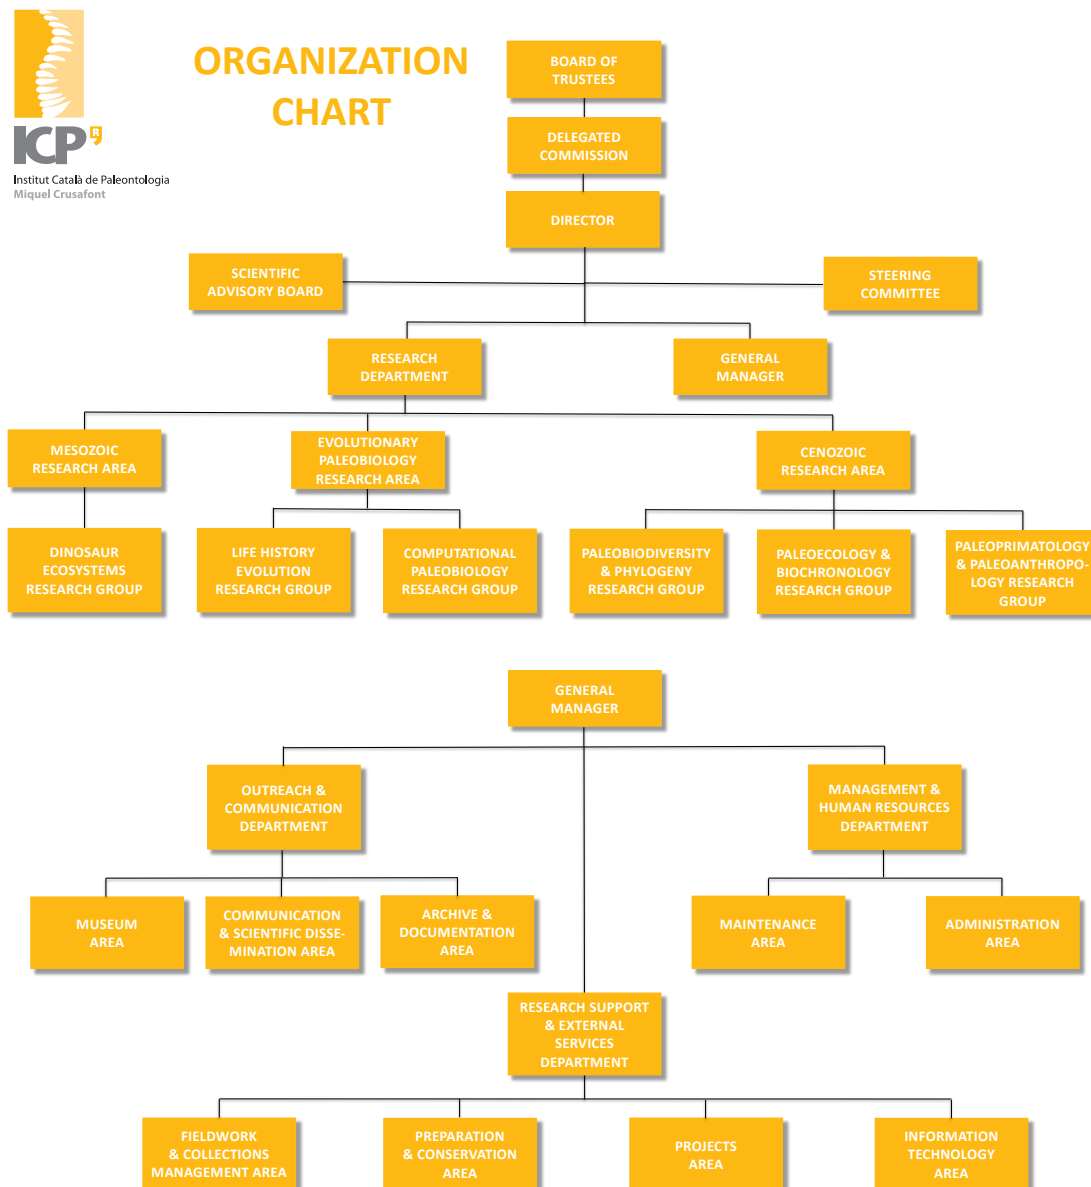 ICP R
Institut Català de Paleontologia
Miquel Crusafont
ORGANIZATION
CHART
BOARD OF
TRUSTEES
DELEGATED
COMMISSION
DIRECTOR
SCIENTIFIC
ADVISORY BOARD
STEERING
COMMITTEE
RESEARCH
DEPARTMENT
GENERAL
MANAGER
MESOZOIC
RESEARCH AREA
EVOLUTIONARY
PALEOBIOLOGY
RESEARCH AREA
CENOZOIC
RESEARCH AREA
DINOSAUR
ECOSYSTEMS
RESEARCH GROUP
LIFE HISTORY
EVOLUTION
RESEARCH GROUP
COMPUTATIONAL
PALEOBIOLOGY
RESEARCH GROUP
PALEOBIODIVERSITY
& PHYLOGENY
RESEARCH GROUP
PALEOECOLOGY &
BIOCHRONOLOGY
RESEARCH GROUP
PALEOPRIMATOLOGY
& PALEOANTHROPO-
LOGY RESEARCH
GROUP
GENERAL
MANAGER
OUTREACH &
COMMUNICATION
DEPARTMENT
MANAGEMENT &
HUMAN RESOURCES
DEPARTMENT
MUSEUM
AREA
COMMUNICATION
& SCIENTIFIC DISSE-
MINATION AREA
ARCHIVE &
DOCUMENTATION
AREA
MAINTENANCE
AREA
ADMINISTRATION
AREA
RESEARCH SUPPORT
& EXTERNAL
SERVICES
DEPARTMENT
FIELDWORK
& COLLECTIONS
MANAGEMENT AREA
PREPARATION
& CONSERVATION
AREA
PROJECTS
AREA
INFORMATION
TECHNOLOGY
AREA